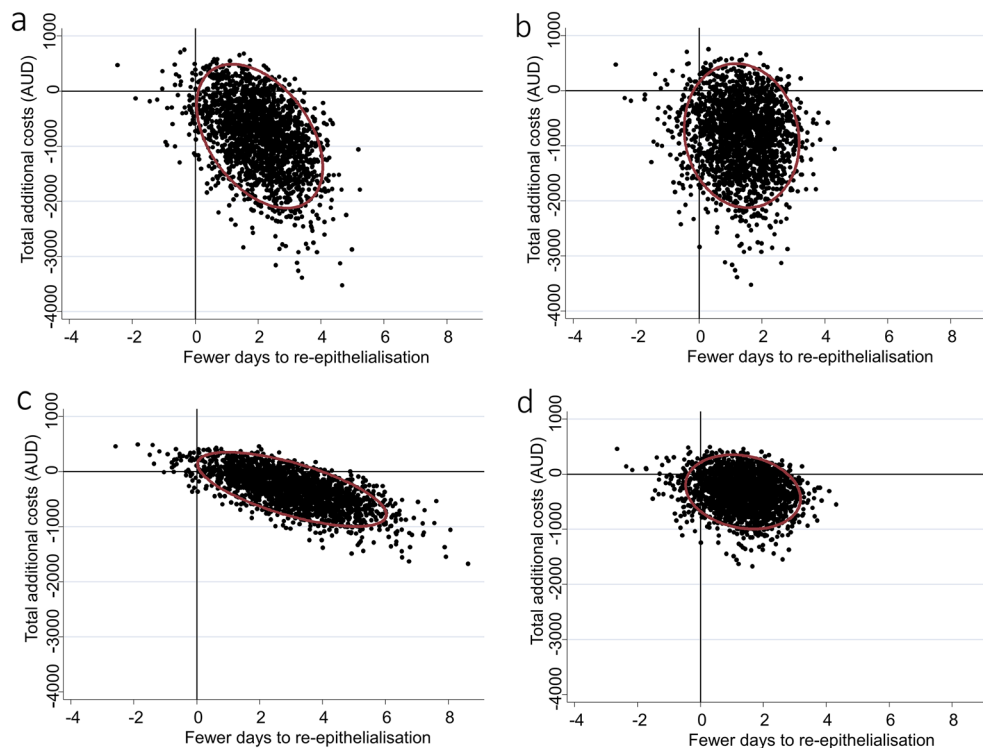 a
Total additional costs (AUD)
1000
0
-1000
-2000
-3000
-4000
-4 -2 0 2 4 6 8
Fewer days to re-epithelialisation
b
Total additional costs (AUD)
1000
0
-1000
-2000
-3000
-4000
-4 -2 0 2 4 6 8
Fewer days to re-epithelialisation
c
Total additional costs (AUD)
1000
0
-1000
-2000
-3000
-4000
-4 -2 0 2 4 6 8
Fewer days to re-epithelialisation
d
Total additional costs (AUD)
1000
0
-1000
-2000
-3000
-4000
-4 -2 0 2 4 6 8
Fewer days to re-epithelialisation